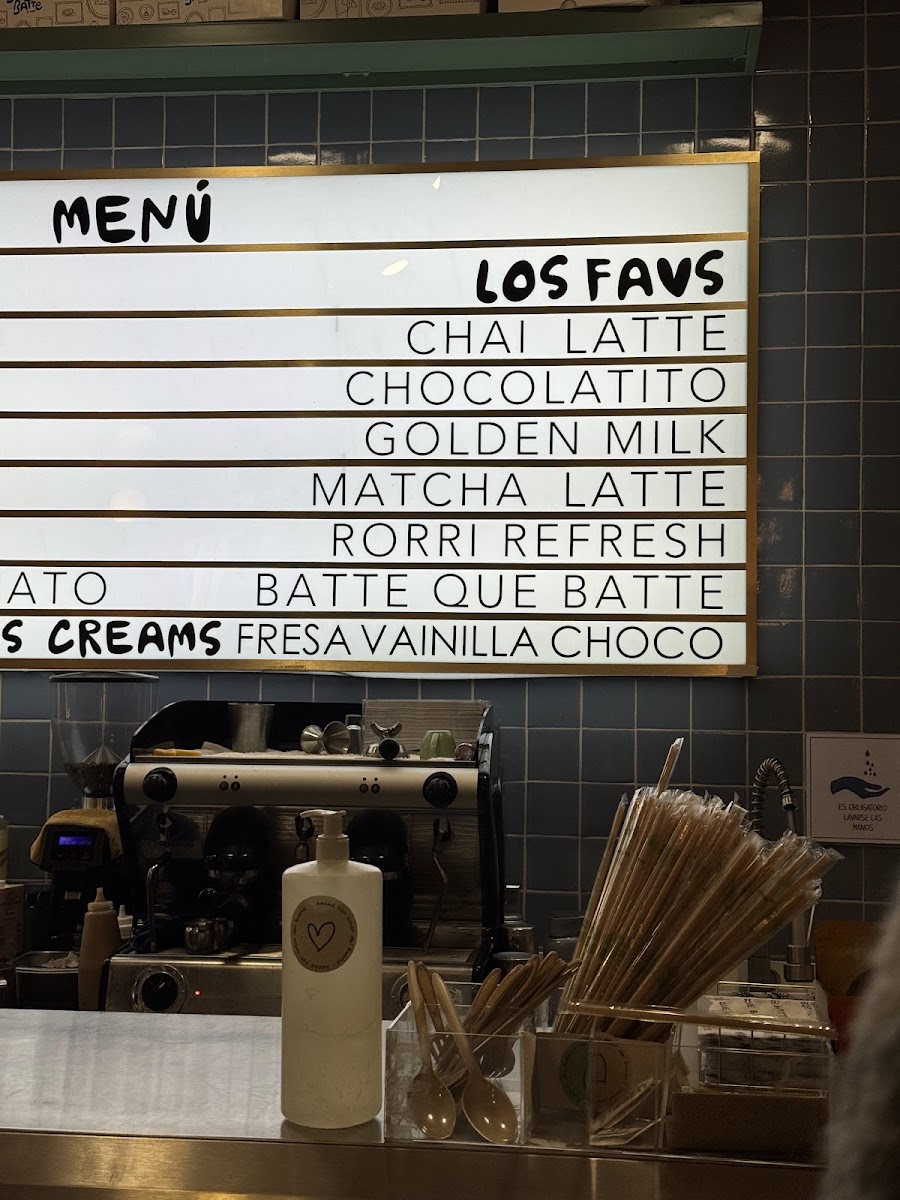 BATTE
MENÚ
LOS FAVS
CHAI LATTE
CHOCOLATITO
GOLDEN MILK
MATCHA LATTE
RORRI REFRESH
ATO BATTE QUE BATTE
S CREAMS FRESA VAINILLA CHOCO
ES OBLIGATORIO
LAVARSE LAS
MANOS